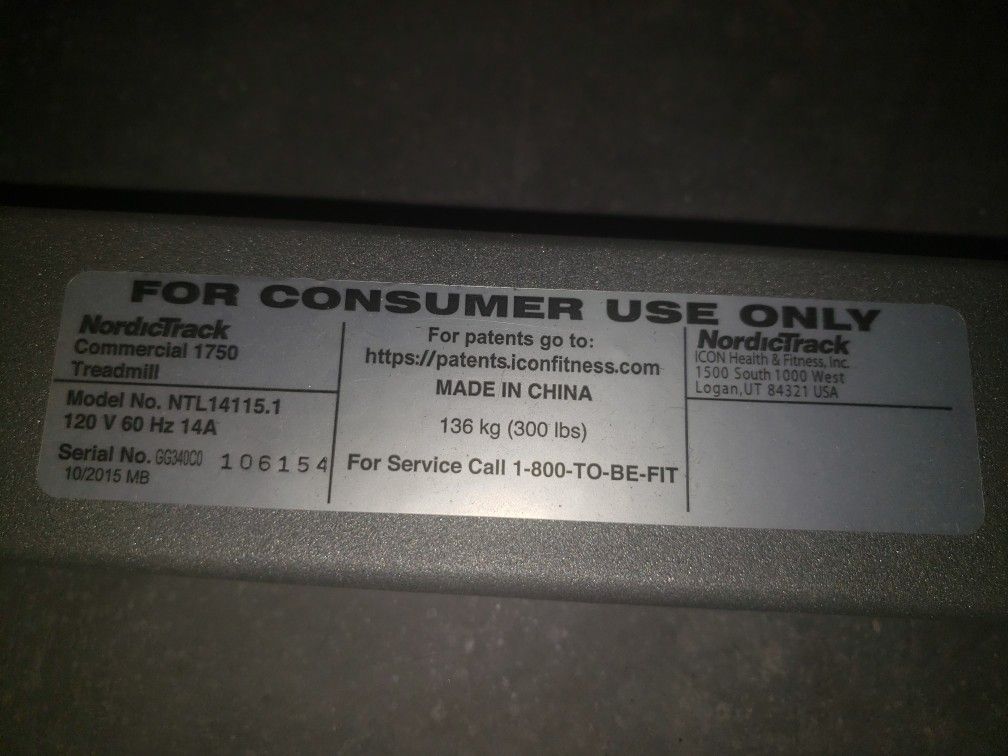 FOR CONSUMER USE ONLY
NordicTrack
Commercial 1750
Treadmill
Model No. NTL14115.1
120 V 60 Hz 14A
Serial No. GG340C0 106154
10/2015 MB
For patents go to:
https://patents.iconfitness.com
MADE IN CHINA
136 kg (300 lbs)
For Service Call 1-800-TO-BE-FIT
NordicTrack
ICON Health & Fitness, Inc.
1500 South 1000 West
Logan,UT 84321 USA